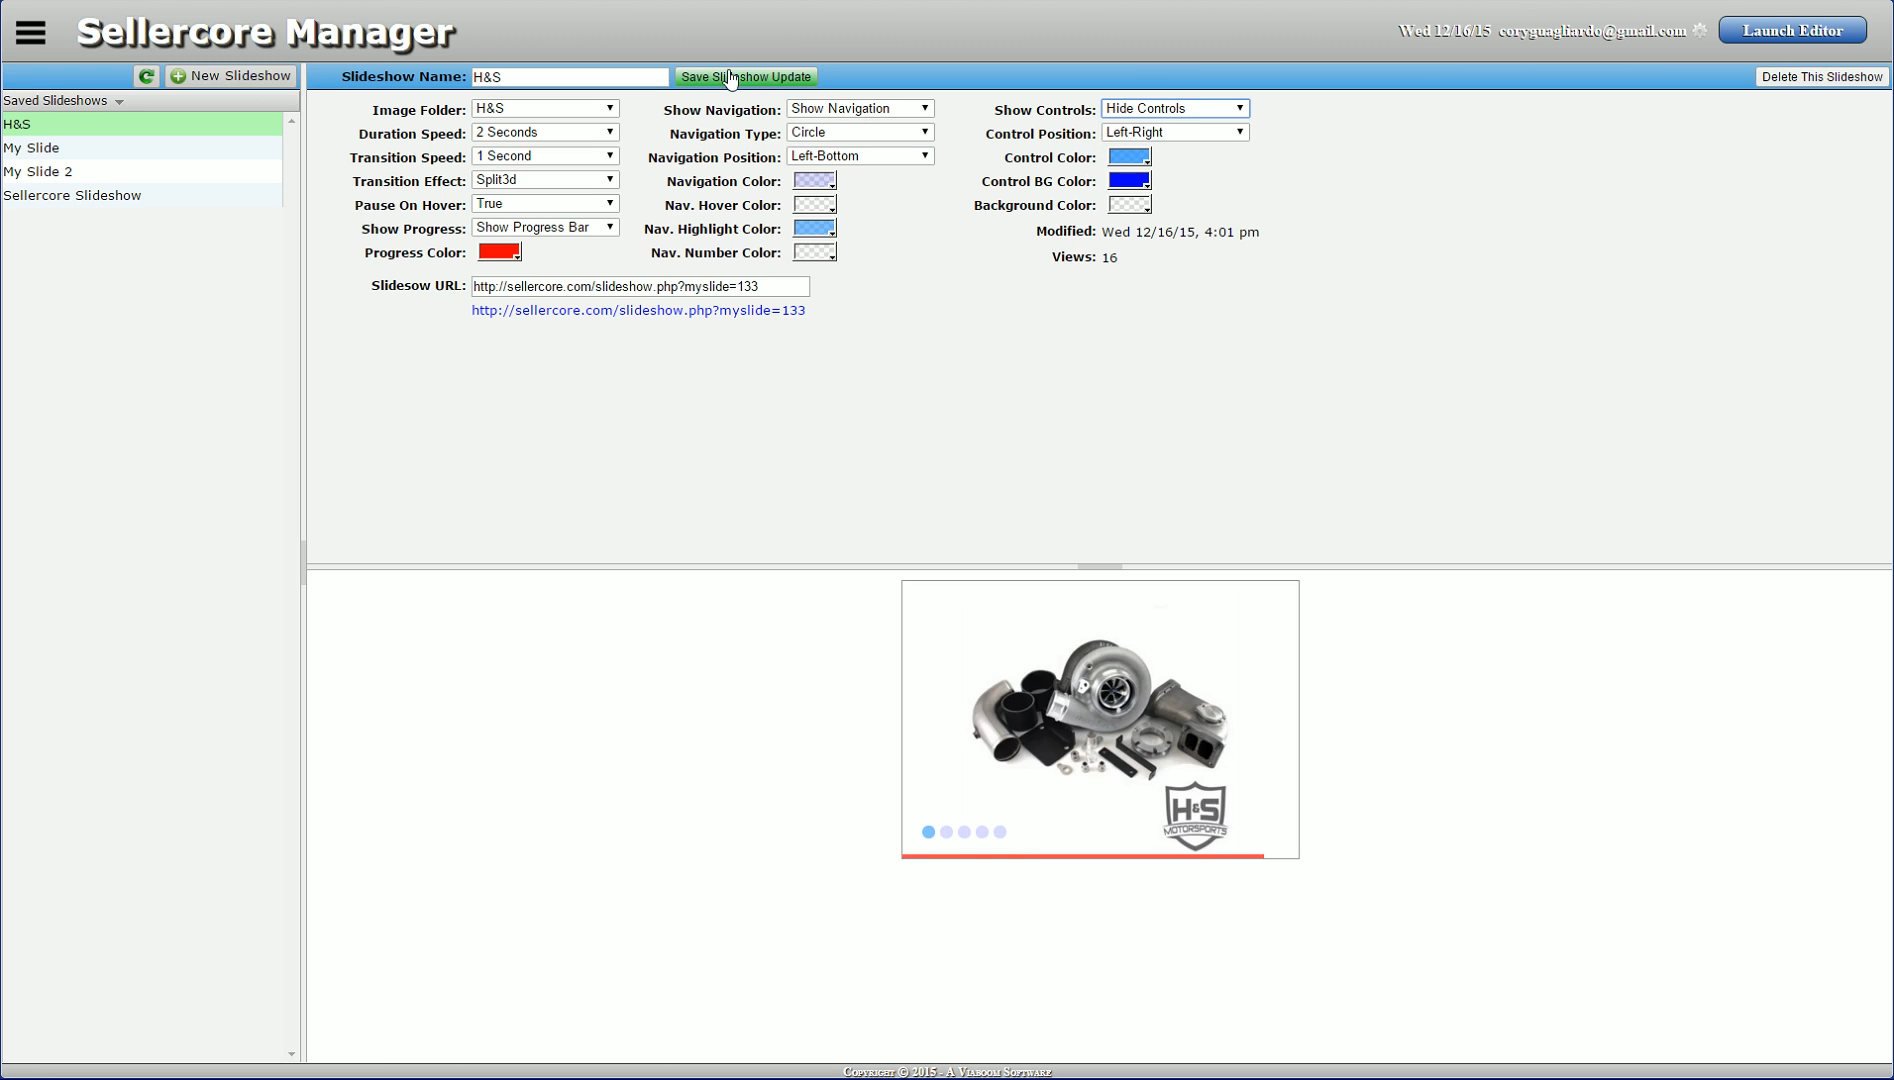 Sellercore Manager
Wed 12/16/15 coryguagliardo@gmail.com
Launch Editor
New Slideshow
Slideshow Name: H&S
Save Slideshow Update
Delete This Slideshow
Saved Slideshows
H&S
My Slide
My Slide 2
Sellercore Slideshow
Image Folder: H&S
Duration Speed: 2 Seconds
Transition Speed: 1 Second
Transition Effect: Split3d
Pause On Hover: True
Show Progress: Show Progress Bar
Progress Color:
Show Navigation: Show Navigation
Navigation Type: Circle
Navigation Position: Left-Bottom
Navigation Color:
Nav. Hover Color:
Nav. Highlight Color:
Nav. Number Color:
Show Controls: Hide Controls
Control Position: Left-Right
Control Color:
Control BG Color:
Background Color:
Modified: Wed 12/16/15, 4:01 pm
Views: 16
Slidesow URL: http://sellercore.com/slideshow.php?myslide=133
http://sellercore.com/slideshow.php?myslide=133
H&S
MOTORSPORTS
Copyright © 2015 - A Viaboom Software